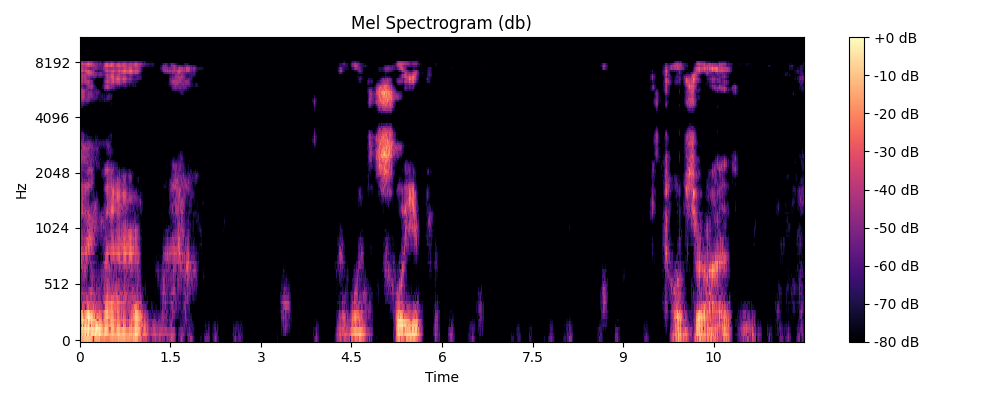 Mel Spectrogram (db)
8192
4096
2048
1024
512
0
Hz
0 1.5 3 4.5 6 7.5 9 10
Time
+0 dB
-10 dB
-20 dB
-30 dB
-40 dB
-50 dB
-60 dB
-70 dB
-80 dB